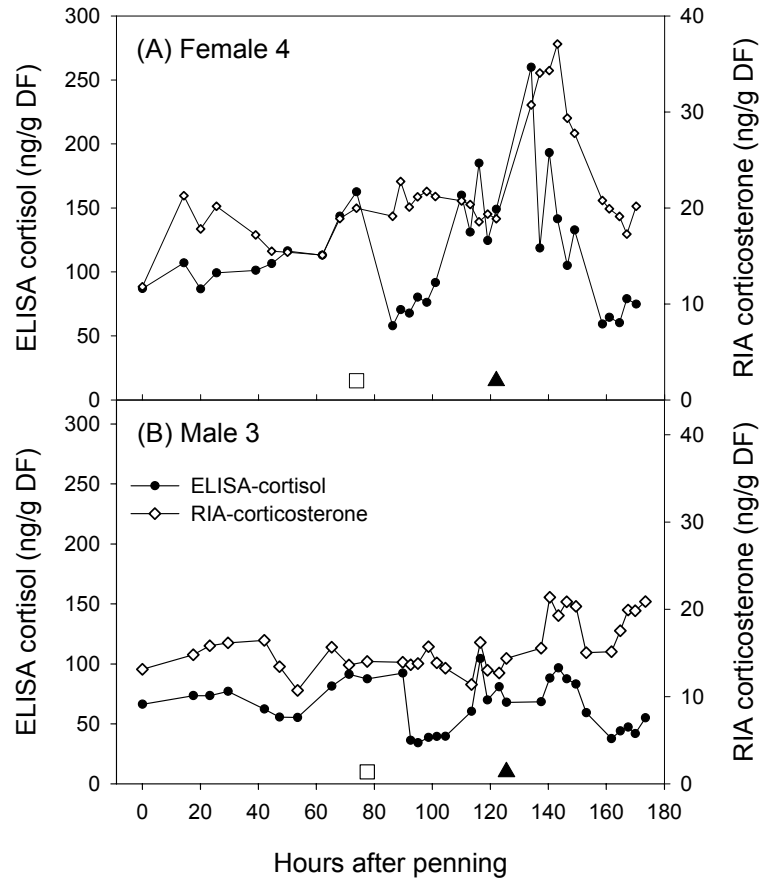 (A) Female 4
ELISA cortisol (ng/g DF)
300
250
200
150
100
50
0
RIA corticosterone (ng/g DF)
40
30
20
10
0
(B) Male 3
ELISA-cortisol
RIA-corticosterone
ELISA cortisol (ng/g DF)
300
250
200
150
100
50
0
RIA corticosterone (ng/g DF)
40
30
20
10
0
0 20 40 60 80 100 120 140 160 180
Hours after penning